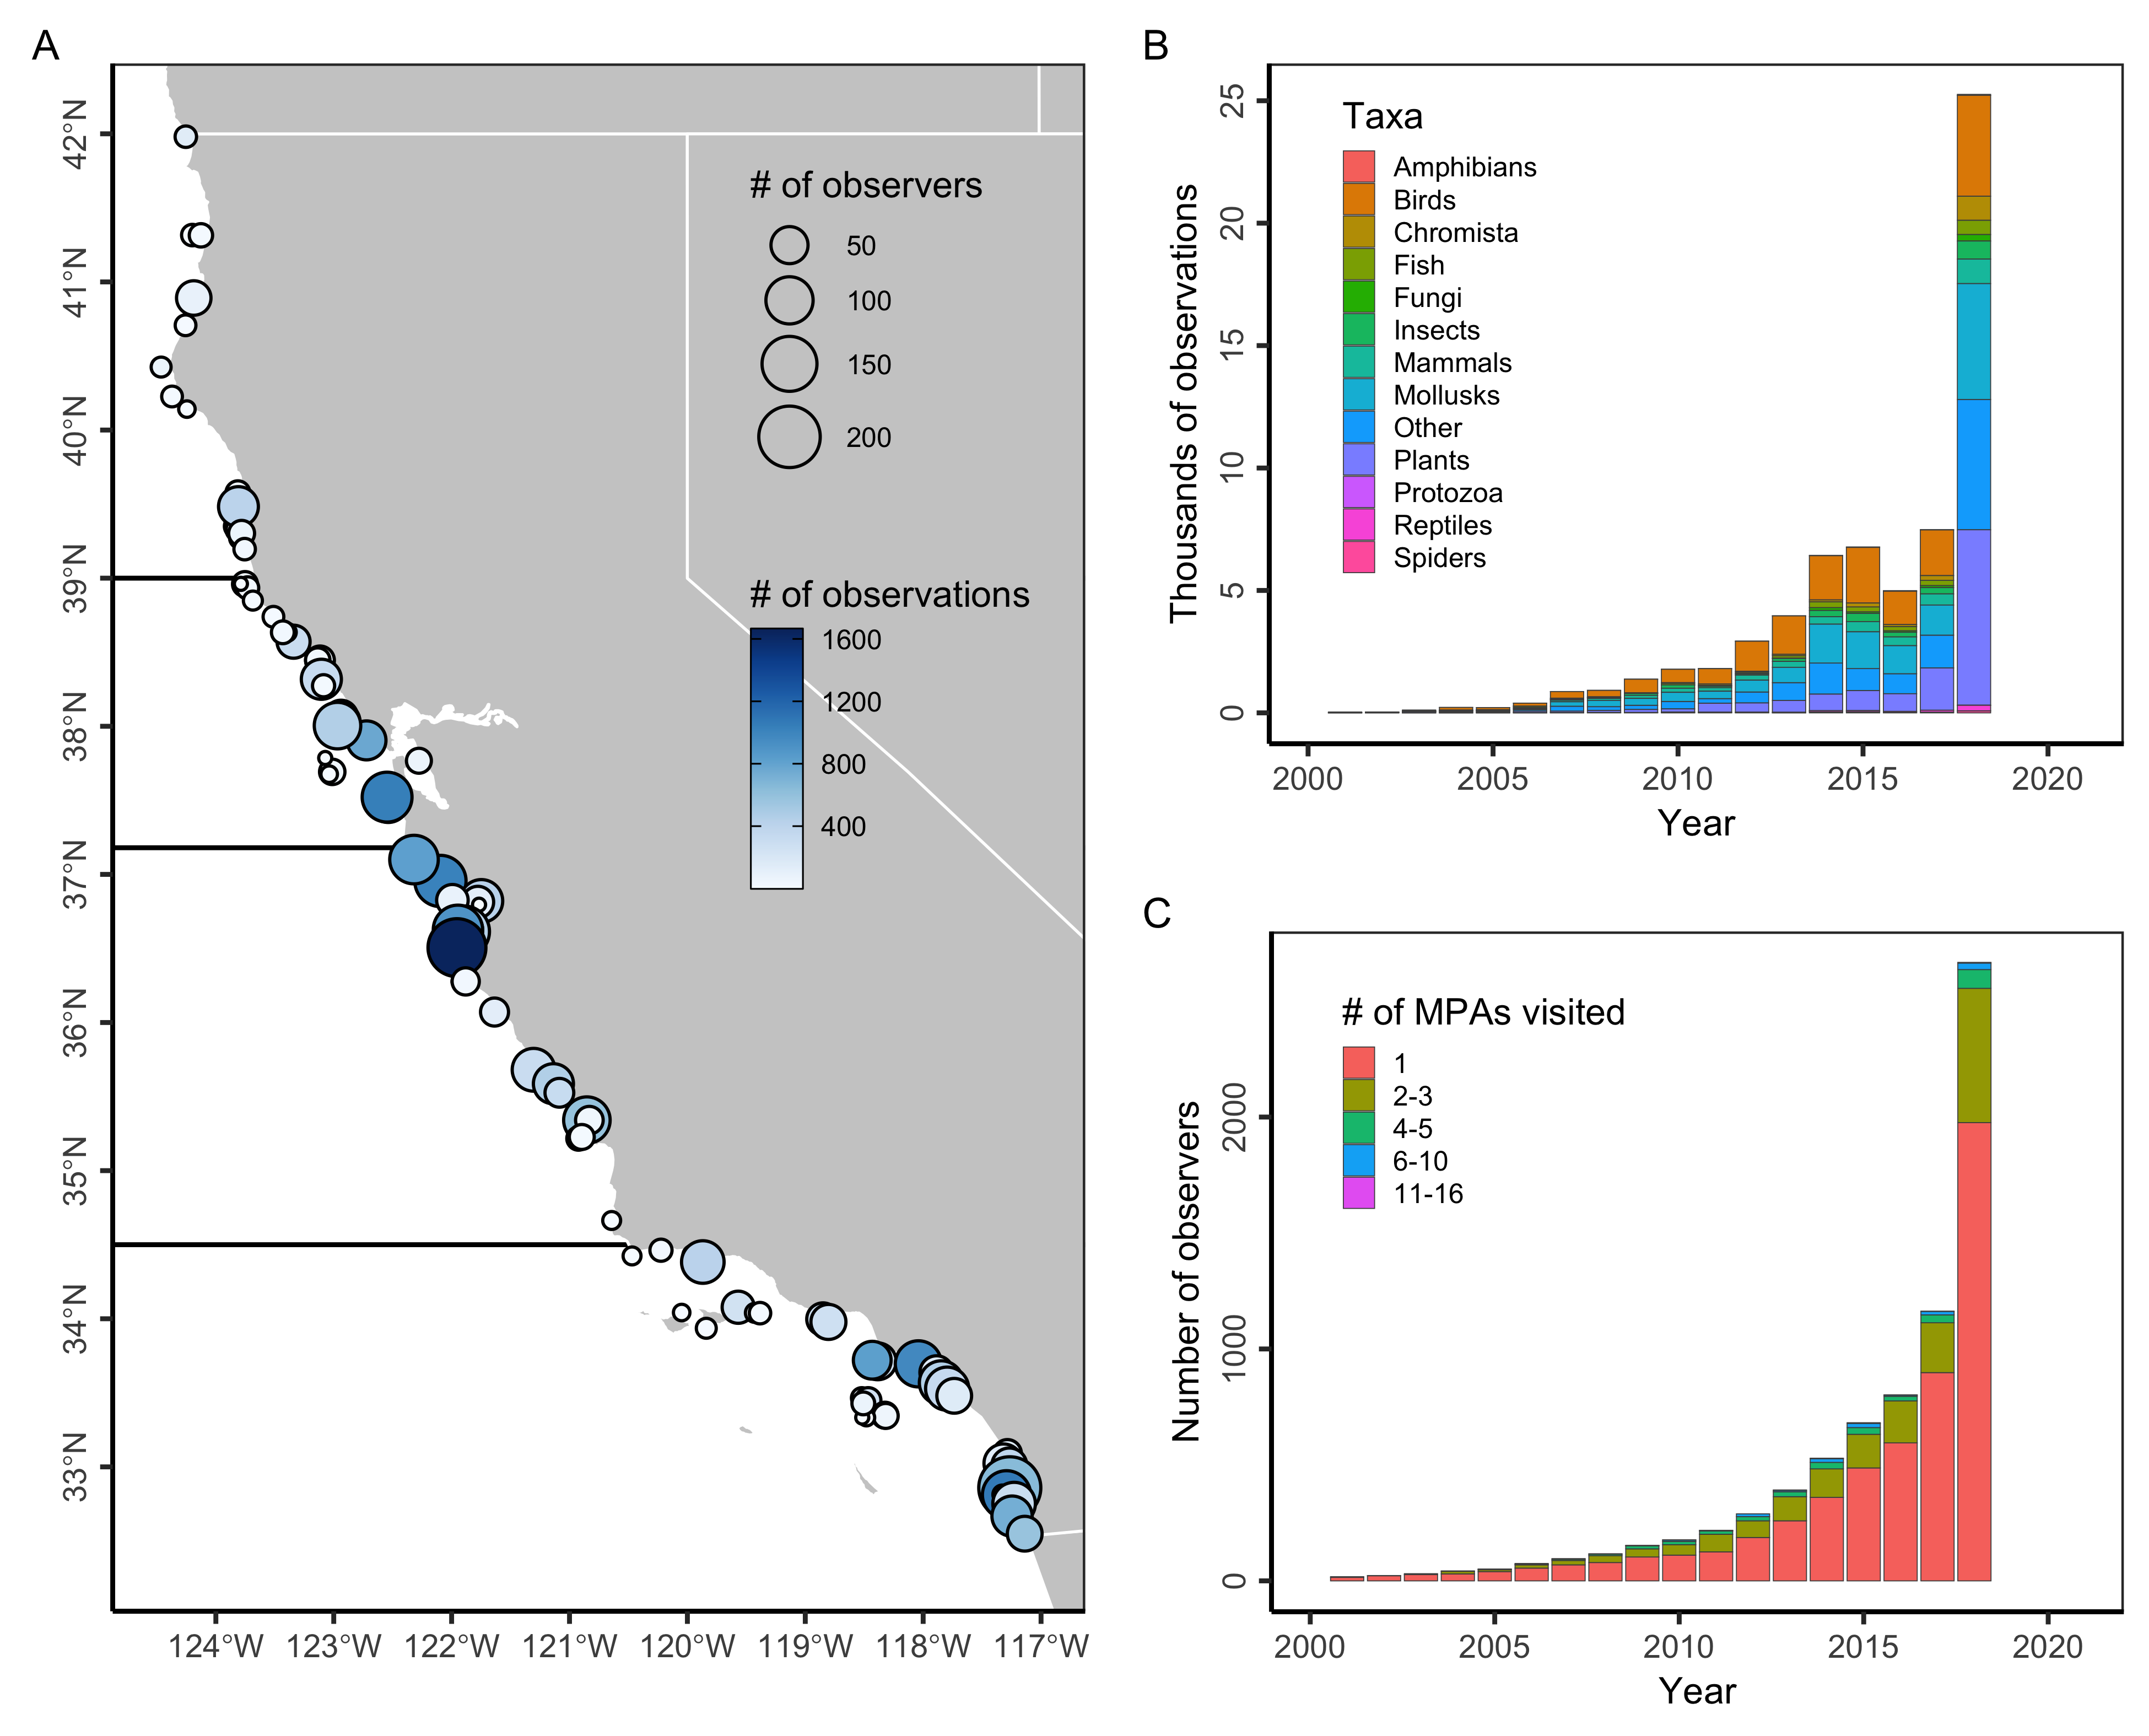 A
42°N
41°N
40°N
39°N
38°N
37°N
36°N
35°N
34°N
33°N
124°W
123°W
122°W
121°W
120°W
119°W
118°W
117°W
# of observers
50
100
150
200
# of observations
1600
1200
800
400
B
Thousands of observations
25
20
15
10
5
0
Taxa
Amphibians
Birds
Chromista
Fish
Fungi
Insects
Mammals
Mollusks
Other
Plants
Protozoa
Reptiles
Spiders
2000
2005
2010
2015
2020
Year
C
Number of observers
2000
1000
0
# of MPAs visited
1
2-3
4-5
6-10
11-16
2000
2005
2010
2015
2020
Year